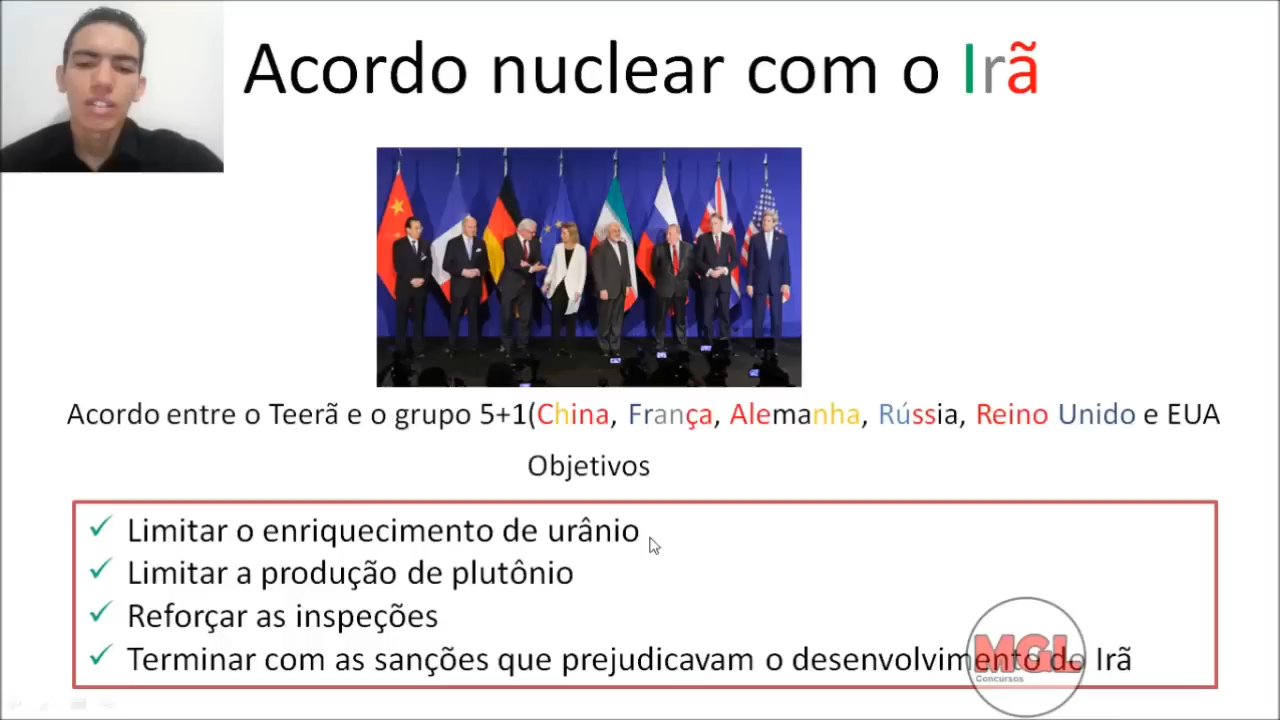 Acordo nuclear com o Irã
Acordo entre o Teerã e o grupo 5+1(China, França, Alemanha, Rússia, Reino Unido e EUA
Objetivos
✓ Limitar o enriquecimento de urânio
✓ Limitar a produção de plutônio
✓ Reforçar as inspeções
✓ Terminar com as sanções que prejudicavam o desenvolvimento do Irã
MGL
Concursos